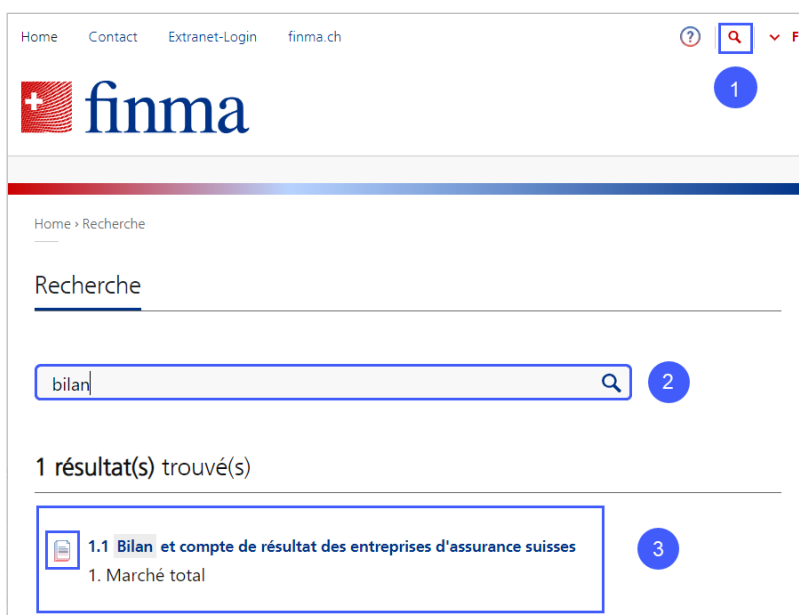 Home Contact Extranet-Login finma.ch ? F
1
finma
Home › Recherche
Recherche
bilan
2
1 résultat(s) trouvé(s)
1.1 Bilan et compte de résultat des entreprises d'assurance suisses
1. Marché total
3